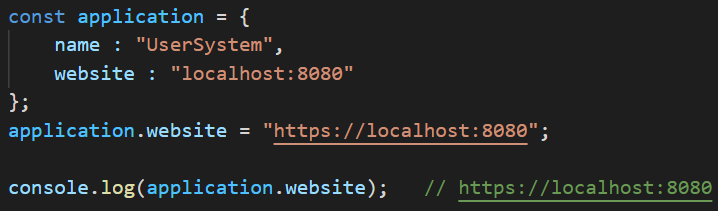 const application = {
    name : "UserSystem",
    website : "localhost:8080"
};
application.website = "https://localhost:8080";
console.log(application.website);   // https://localhost:8080